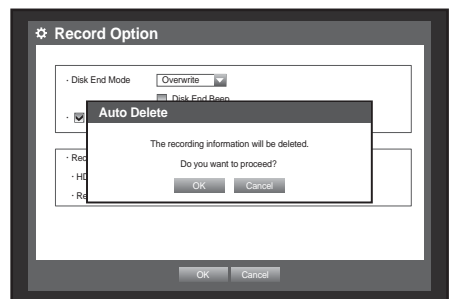 Record Option
· Disk End Mode Overwrite
Disk End Beep
·
Auto Delete
The recording information will be deleted.
Do you want to proceed?
OK Cancel
· Rec
· HD
· Re
OK Cancel